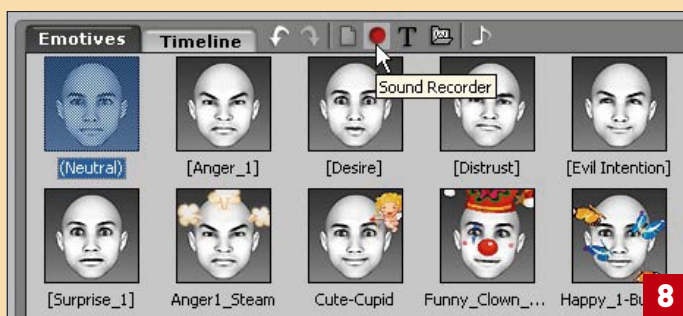 Emotives Timeline T
Sound Recorder
(Neutral) [Anger_1] [Desire] [Distrust] [Evil Intention]
[Surprise_1] Anger1_Steam Cute-Cupid Funny_Clown_... Happy_1-Bu
8